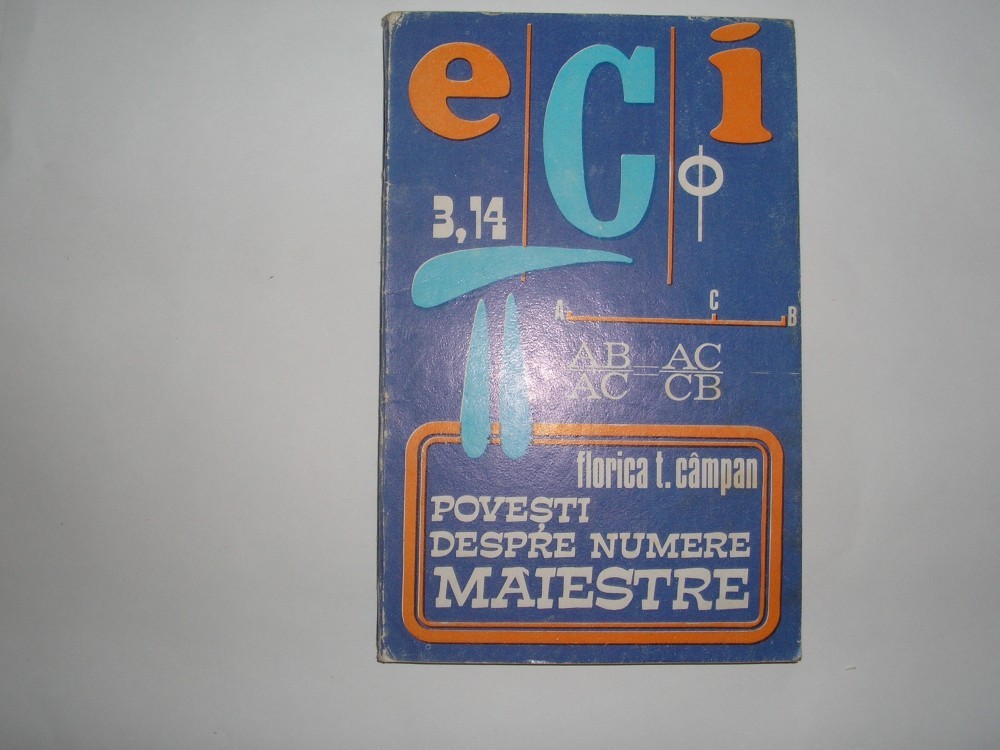 e C i
φ
3,14
π
A C B
AB/AC = AC/CB
florica t. câmpan
POVEȘTI
DESPRE NUMERE
MAIESTRE